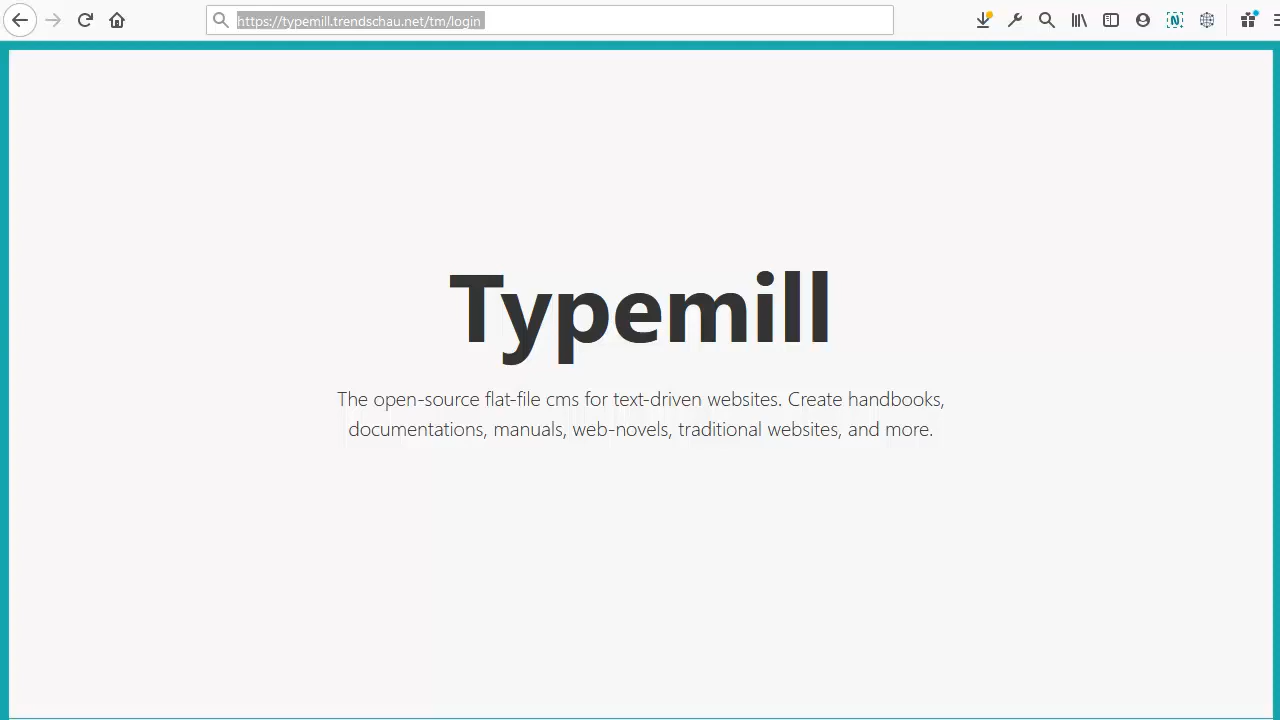 https://typemill.trendschau.net/tm/login
Typemill
The open-source flat-file cms for text-driven websites. Create handbooks,
documentations, manuals, web-novels, traditional websites, and more.